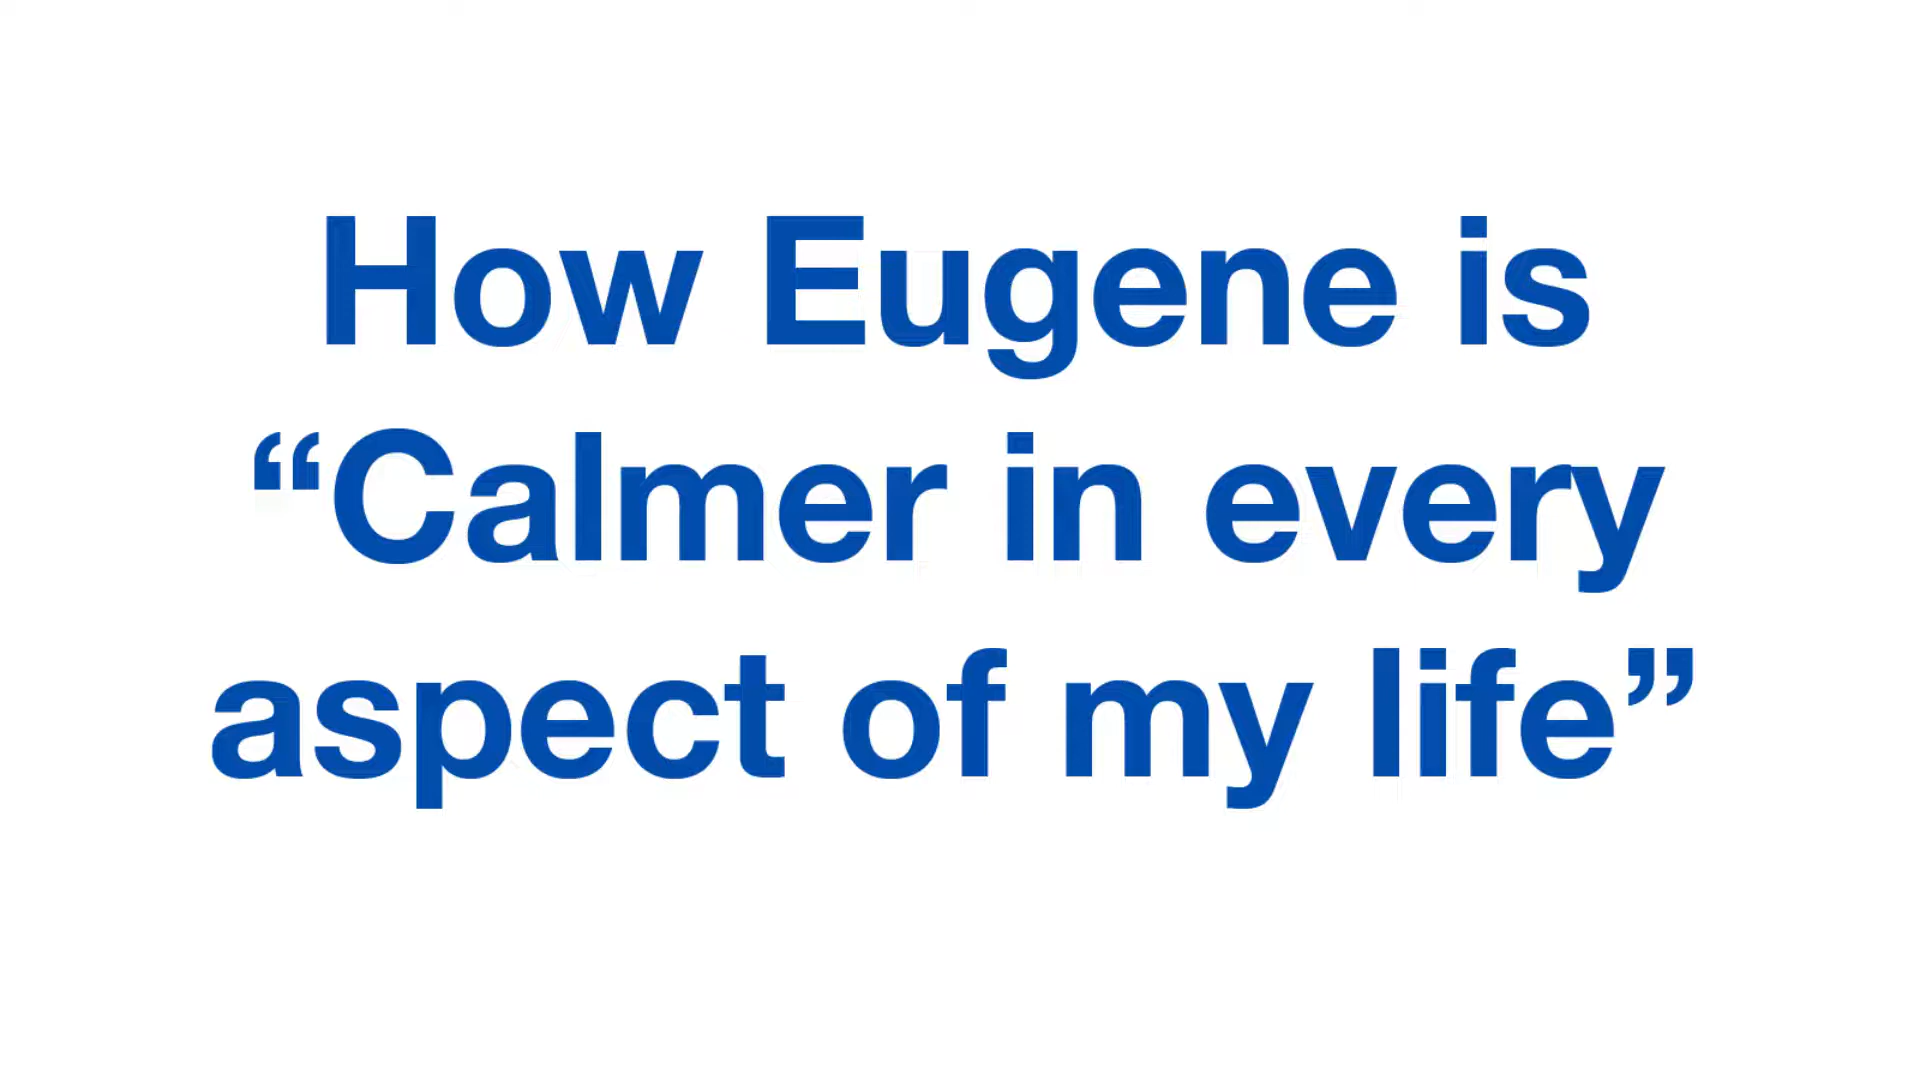 How Eugene is
“Calmer in every
aspect of my life”